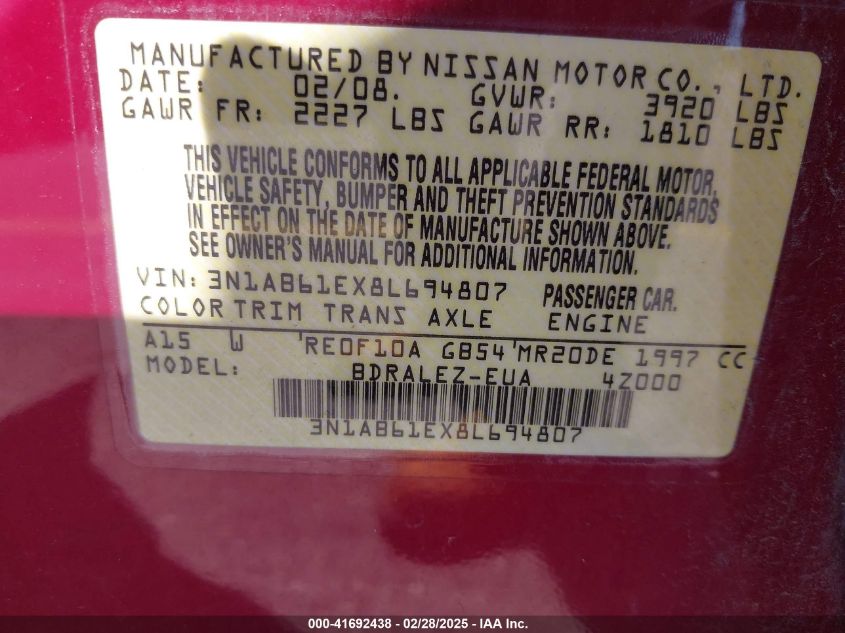 MANUFACTURED BY NISSAN MOTOR CO., LTD.
DATE: 02/08. GVWR: 3920 LBS
GAWR FR: 2227 LBS GAWR RR: 1810 LBS
THIS VEHICLE CONFORMS TO ALL APPLICABLE FEDERAL MOTOR
VEHICLE SAFETY, BUMPER AND THEFT PREVENTION STANDARDS
IN EFFECT ON THE DATE OF MANUFACTURE SHOWN ABOVE.
SEE OWNER'S MANUAL FOR ADDITIONAL INFORMATION.
VIN: 3N1AB61EX8L694807 PASSENGER CAR.
COLOR TRIM TRANS AXLE ENGINE
A15 W RE0F10A GB54 MR20DE 1997 CC
MODEL: BDRALEZ-EUA 4Z000
3N1AB61EX8L694807
000-41692438 - 02/28/2025 - IAA Inc.